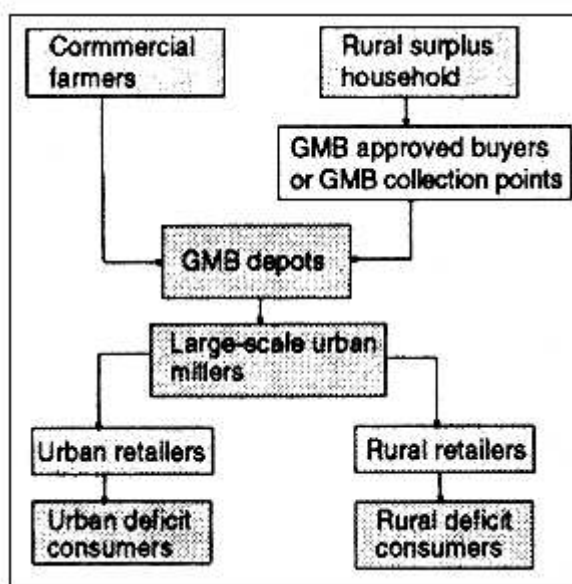 Cormmercial
farmers
Rural surplus
household
GMB approved buyers
or GMB collection points
GMB depots
Large-scale urban
millers
Urban retailers
Rural retailers
Urban deficit
consumers
Rural deficit
consumers